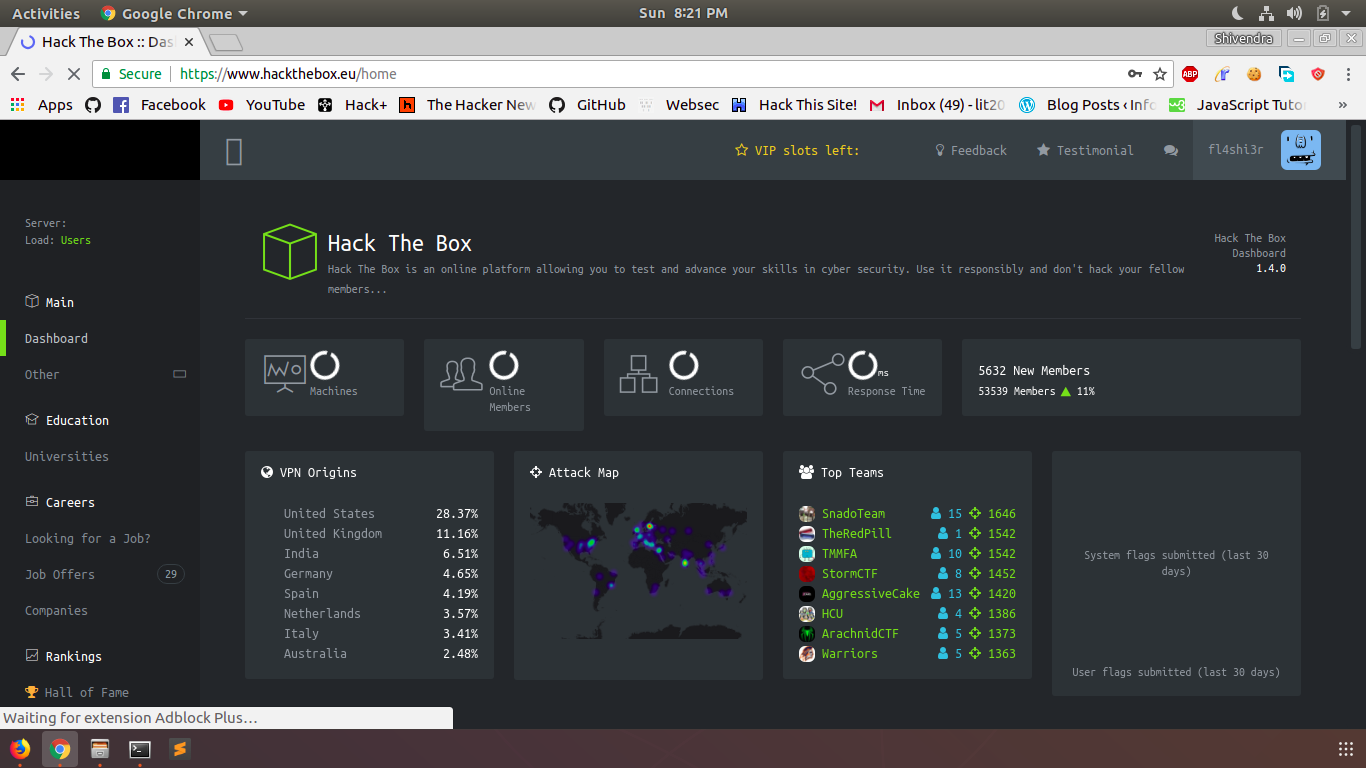 Activities Google Chrome Sun 8:21 PM
Hack The Box :: Das Shivendra
Secure https://www.hackthebox.eu/home ABP
Apps Facebook YouTube Hack+ The Hacker New GitHub Websec Hack This Site! Inbox (49) - lit20 Blog Posts ‹ Info JavaScript Tutor »
VIP slots left: Feedback Testimonial fl4shi3r
Server:
Load: Users
Main
Dashboard
Other
Education
Universities
Careers
Looking for a Job?
Job Offers 29
Companies
Rankings
Hall of Fame
Hack The Box
Hack The Box is an online platform allowing you to test and advance your skills in cyber security. Use it responsibly and don't hack your fellow
members...
Hack The Box
Dashboard
1.4.0
Machines
Online
Members
Connections
ms
Response Time
5632 New Members
53539 Members 11%
VPN Origins
United States 28.37%
United Kingdom 11.16%
India 6.51%
Germany 4.65%
Spain 4.19%
Netherlands 3.57%
Italy 3.41%
Australia 2.48%
Attack Map
Top Teams
SnadoTeam 15 1646
TheRedPill 1 1542
TMMFA 10 1542
StormCTF 8 1452
AggressiveCake 13 1420
HCU 4 1386
ArachnidCTF 5 1373
Warriors 5 1363
System flags submitted (last 30
days)
User flags submitted (last 30 days)
Waiting for extension Adblock Plus...